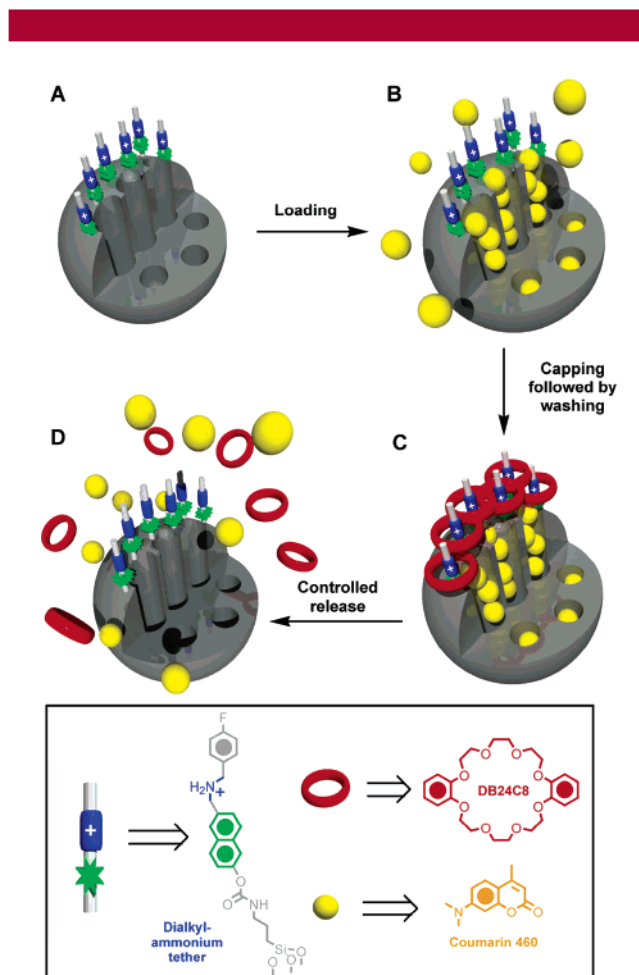 A
B
Loading
Capping
followed by
washing
D
C
Controlled
release
F
H₂N
+
O
O
NH
Si-O
O
O
Dialkyl-
ammonium
tether
O
O
O
O
DB24C8
O
O
O
O
N
O
O
Coumarin 460